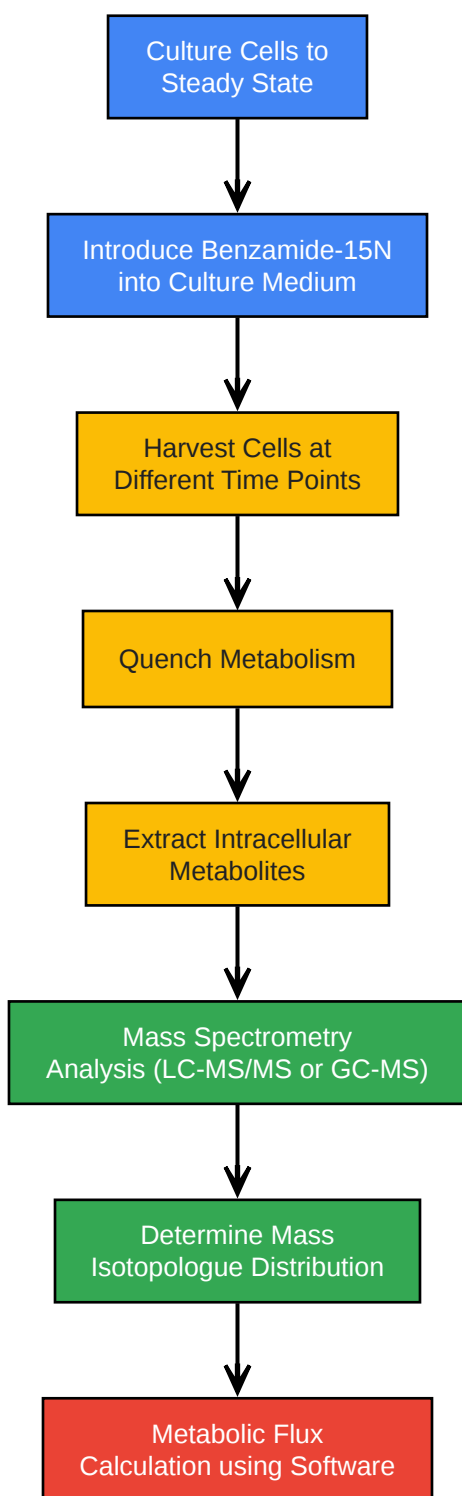 Culture Cells to
Steady State
Introduce Benzamide-15N
into Culture Medium
Harvest Cells at
Different Time Points
Quench Metabolism
Extract Intracellular
Metabolites
Mass Spectrometry
Analysis (LC-MS/MS or GC-MS)
Determine Mass
Isotopologue Distribution
Metabolic Flux
Calculation using Software